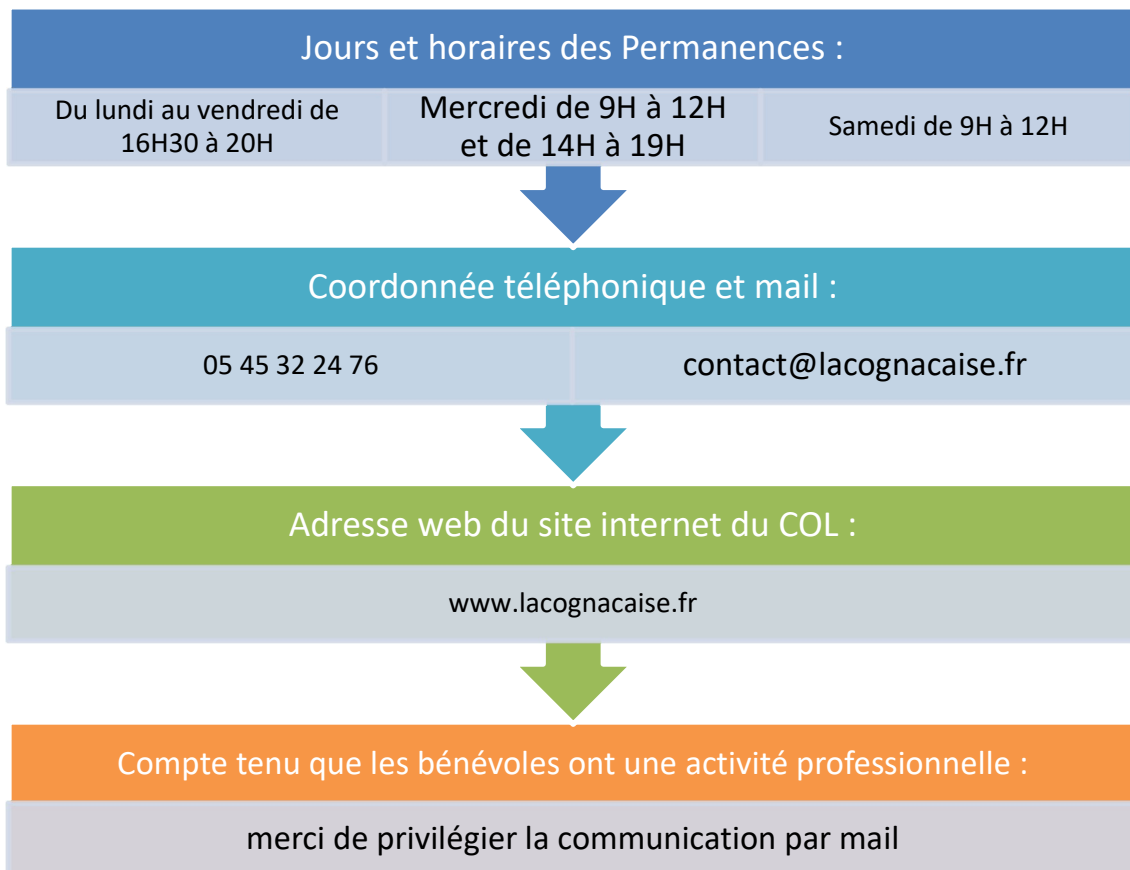 Jours et horaires des Permanences :
Du lundi au vendredi de
16H30 à 20H
Mercredi de 9H à 12H
et de 14H à 19H
Samedi de 9H à 12H
Coordonnée téléphonique et mail :
05 45 32 24 76
contact@lacognacaise.fr
Adresse web du site internet du COL :
www.lacognacaise.fr
Compte tenu que les bénévoles ont une activité professionnelle :
merci de privilégier la communication par mail